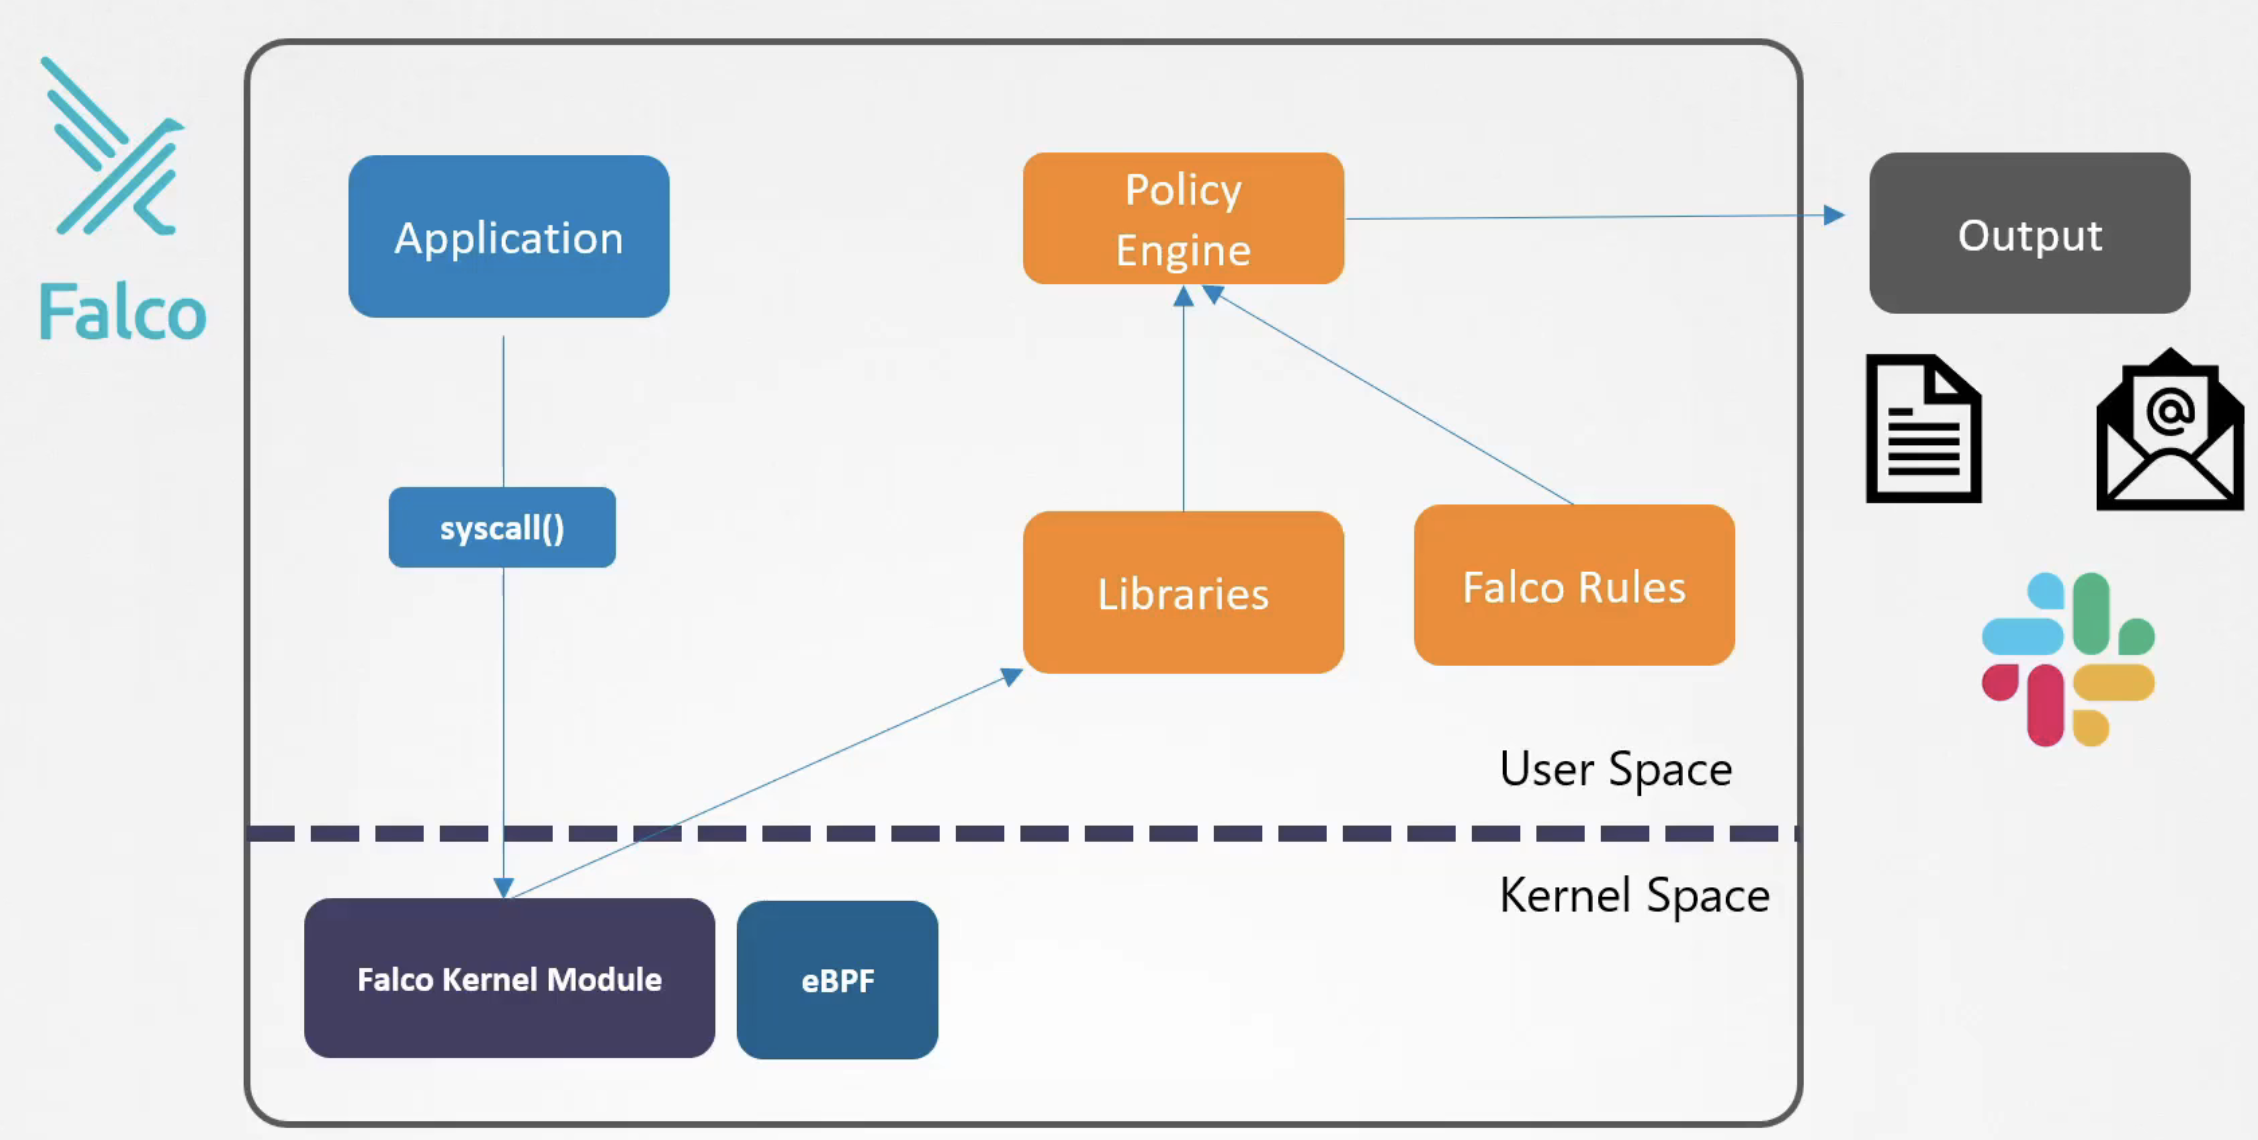 Falco
Application
syscall()
Policy
Engine
Output
@
Libraries
Falco Rules
User Space
Kernel Space
Falco Kernel Module
eBPF